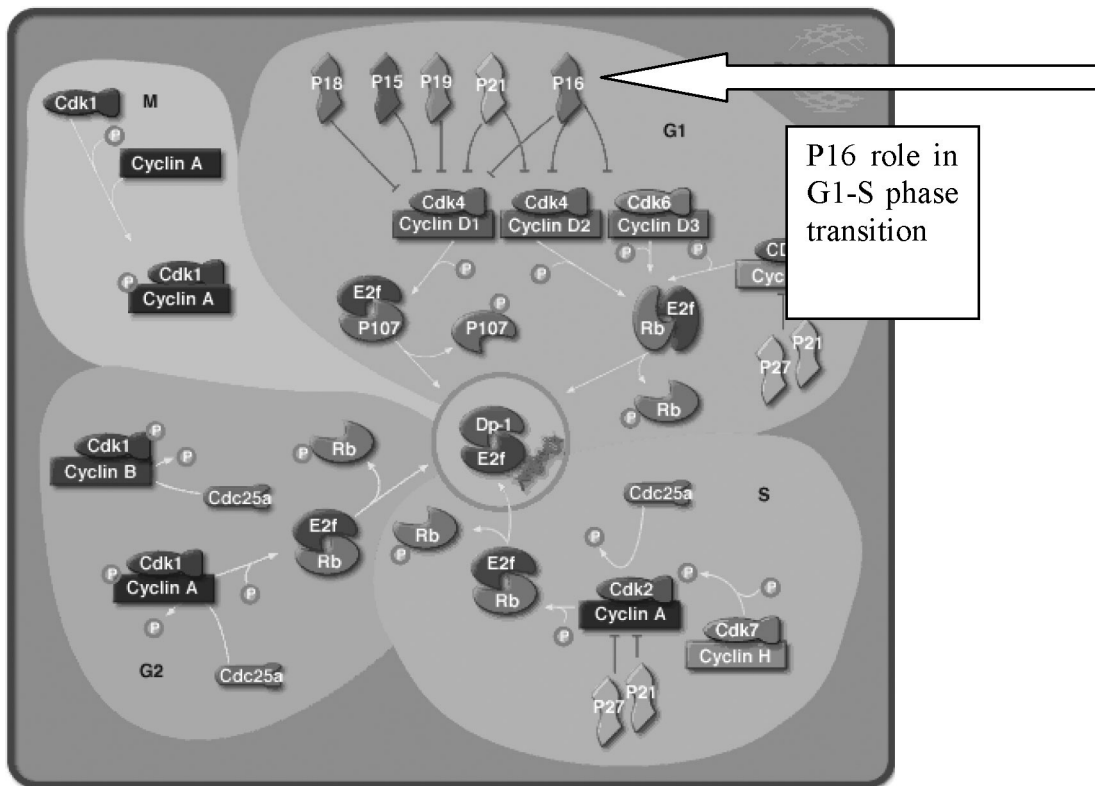 P18
P15
P19
P21
P16
G1
P16 role in
G1-S phase
transition
Cdk1
M
P
Cyclin A
P
Cdk1
Cyclin A
Cdk4
Cyclin D1
Cdk4
Cyclin D2
Cdk6
Cyclin D3
P
P
P
P
P
CD
Cyc
P27
P21
E2f
P107
P
P107
Rb
E2f
P
Rb
Dp-1
E2f
Cdk1
P
Cyclin B
P
Cdc25a
P
Rb
E2f
Rb
P
Cdk1
Cyclin A
P
P
Cdc25a
G2
Rb
P
E2f
Rb
P
Cdc25a
S
P
Cdk2
Cyclin A
P27
P21
P
P
Cdk7
Cyclin H